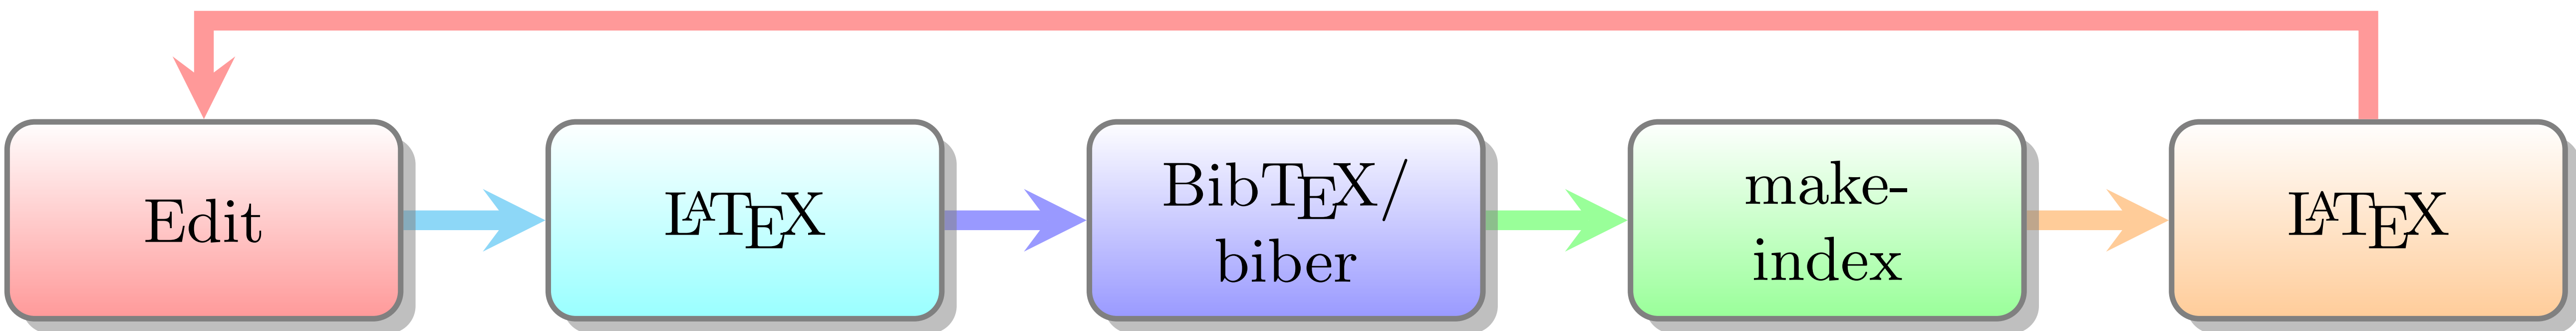 Edit
LATEX
BibTEX/
biber
make-
index
LATEX